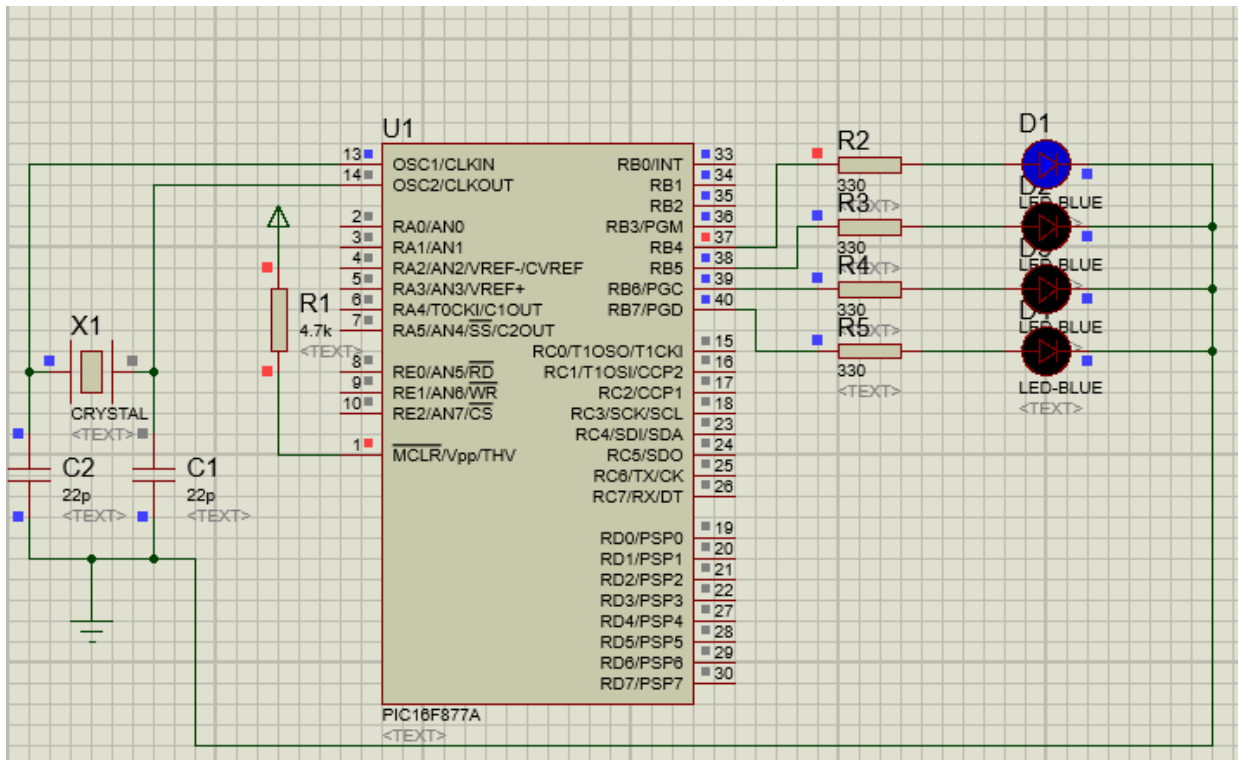 U1
13
OSC1/CLKIN
14
OSC2/CLKOUT
2
RA0/AN0
3
RA1/AN1
4
RA2/AN2/VREF-/CVREF
5
RA3/AN3/VREF+
6
RA4/T0CKI/C1OUT
7
RA5/AN4/SS/C2OUT
8
RE0/AN5/RD
9
RE1/AN6/WR
10
RE2/AN7/CS
1
MCLR/Vpp/THV
RB0/INT
33
RB1
34
RB2
35
RB3/PGM
36
RB4
37
RB5
38
RB6/PGC
39
RB7/PGD
40
RC0/T1OSO/T1CKI
15
RC1/T1OSI/CCP2
16
RC2/CCP1
17
RC3/SCK/SCL
18
RC4/SDI/SDA
23
RC5/SDO
24
RC6/TX/CK
25
RC7/RX/DT
26
RD0/PSP0
19
RD1/PSP1
20
RD2/PSP2
21
RD3/PSP3
22
RD4/PSP4
27
RD5/PSP5
28
RD6/PSP6
29
RD7/PSP7
30
PIC16F877A
<TEXT>
X1
CRYSTAL
<TEXT>
C2
22p
<TEXT>
C1
22p
<TEXT>
R1
4.7k
<TEXT>
R2
330
R3
330
R4
330
R5
330
<TEXT>
D1
LED-BLUE
D2
LED-BLUE
LED-BLUE
LED-BLUE
<TEXT>